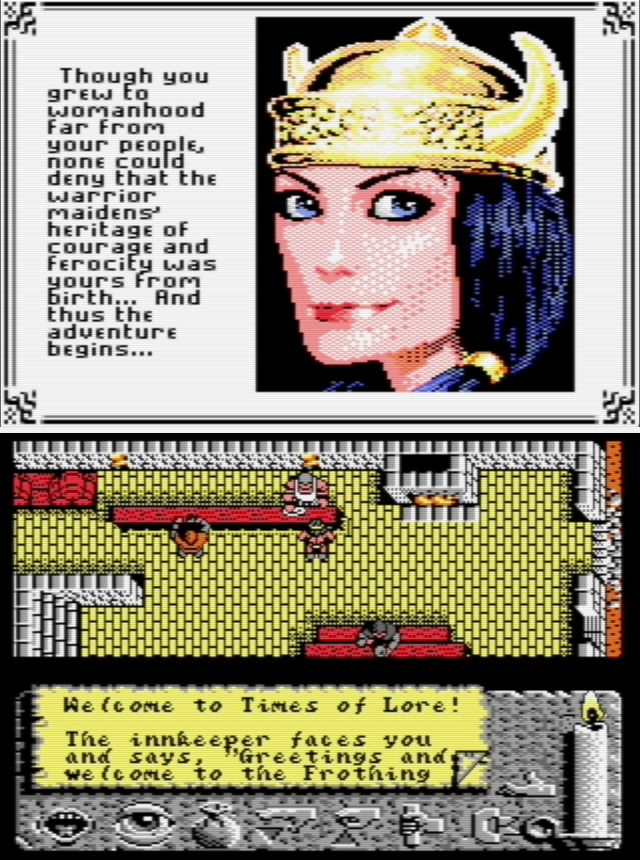 Though you
grew to
womanhood
far from
your people,
none could
deny that the
warrior
maidens'
heritage of
courage and
ferocity was
yours from
birth... And
thus the
adventure
begins...
Welcome to Times of Lore!
The innkeeper faces you
and says, "Greetings and
welcome to the Frothing